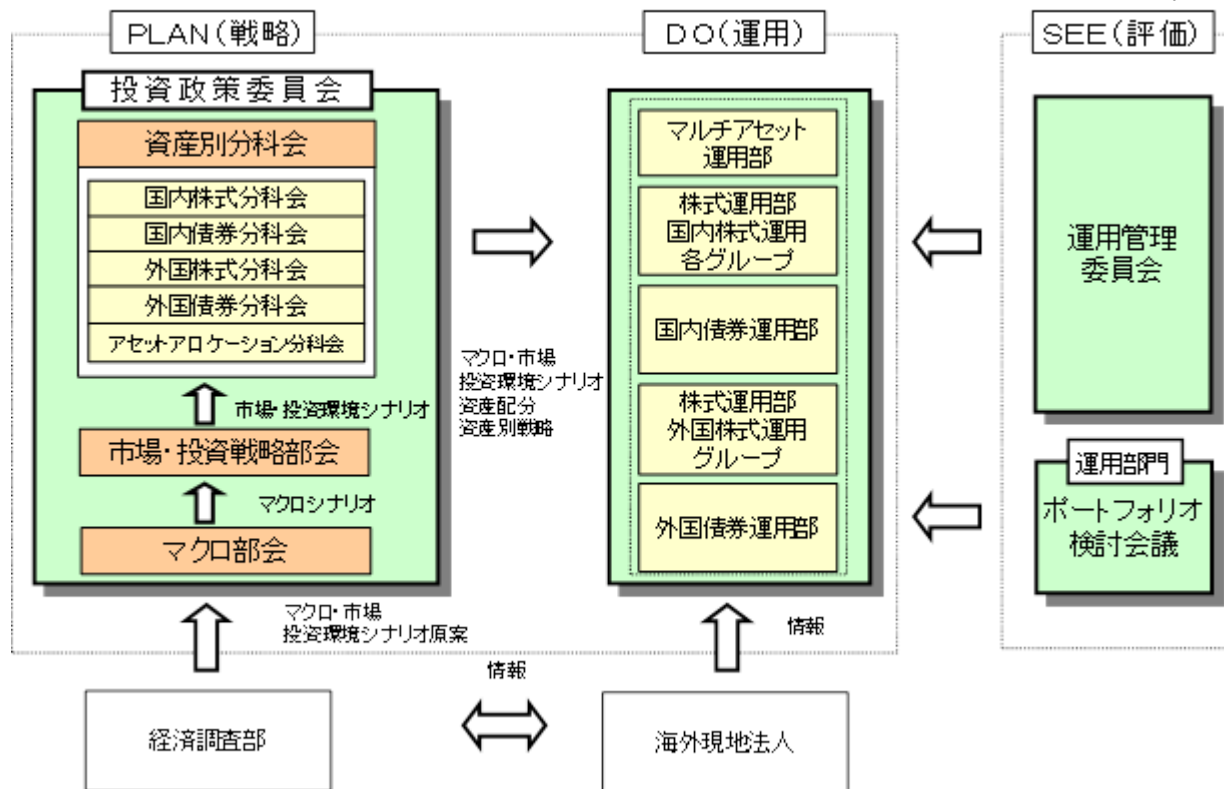 PLAN(戦略)
投資政策委員会
資産別分科会
国内株式分科会
国内債券分科会
外国株式分科会
外国債券分科会
アセットアロケーション分科会
市場・投資環境シナリオ
市場・投資戦略部会
マクロシナリオ
マクロ部会
マクロ・市場
投資環境シナリオ原案
経済調査部
マクロ・市場
投資環境シナリオ
資産配分
資産別戦略
情報
DO(運用)
マルチアセット
運用部
株式運用部
国内株式運用
各グループ
国内債券運用部
株式運用部
外国株式運用
グループ
外国債券運用部
情報
海外現地法人
SEE(評価)
運用管理
委員会
運用部門
ポートフォリオ
検討会議